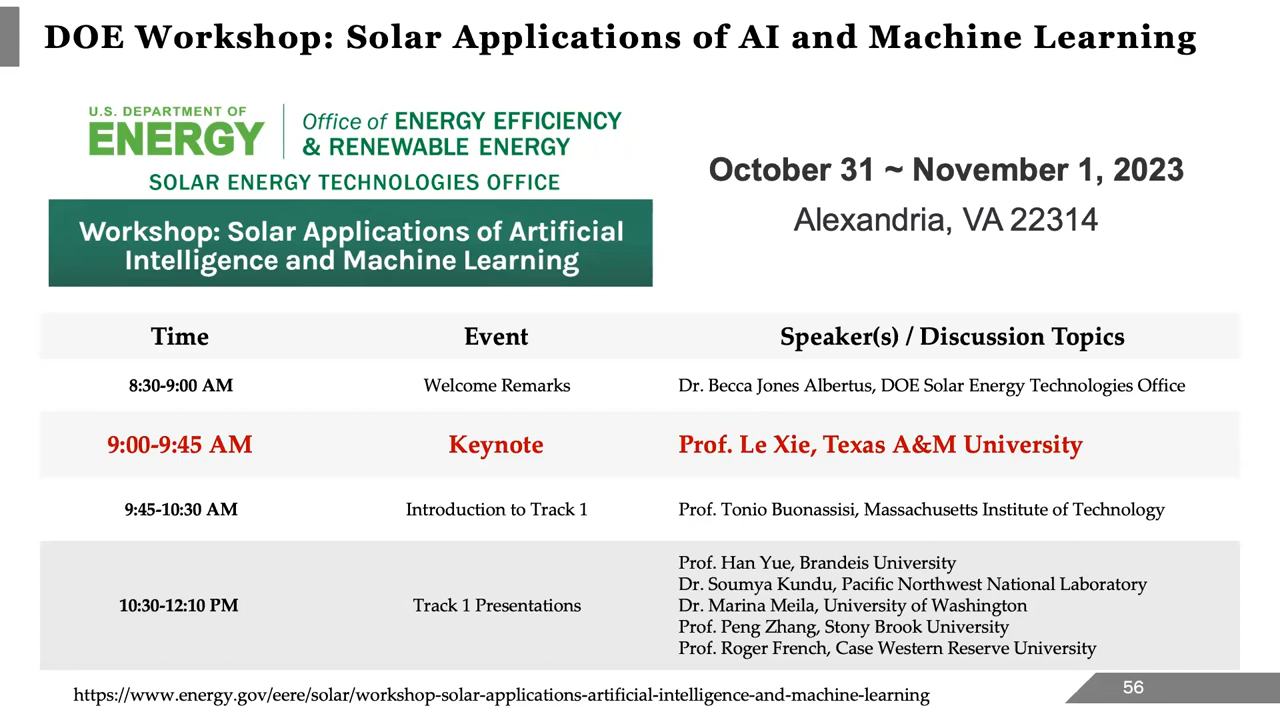 DOE Workshop: Solar Applications of AI and Machine Learning
U.S. DEPARTMENT OF
ENERGY
Office of ENERGY EFFICIENCY
& RENEWABLE ENERGY
SOLAR ENERGY TECHNOLOGIES OFFICE
Workshop: Solar Applications of Artificial
Intelligence and Machine Learning
October 31 ~ November 1, 2023
Alexandria, VA 22314
Time Event Speaker(s) / Discussion Topics
8:30-9:00 AM Welcome Remarks Dr. Becca Jones Albertus, DOE Solar Energy Technologies Office
9:00-9:45 AM Keynote Prof. Le Xie, Texas A&M University
9:45-10:30 AM Introduction to Track 1 Prof. Tonio Buonassisi, Massachusetts Institute of Technology
10:30-12:10 PM Track 1 Presentations
Prof. Han Yue, Brandeis University
Dr. Soumya Kundu, Pacific Northwest National Laboratory
Dr. Marina Meila, University of Washington
Prof. Peng Zhang, Stony Brook University
Prof. Roger French, Case Western Reserve University
https://www.energy.gov/eere/solar/workshop-solar-applications-artificial-intelligence-and-machine-learning
56